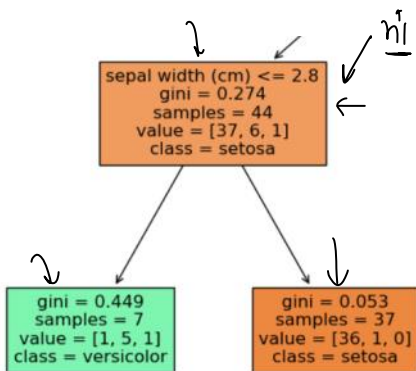 n1
sepal width (cm) <= 2.8
gini = 0.274
samples = 44
value = [37, 6, 1]
class = setosa
gini = 0.449
samples = 7
value = [1, 5, 1]
class = versicolor
gini = 0.053
samples = 37
value = [36, 1, 0]
class = setosa